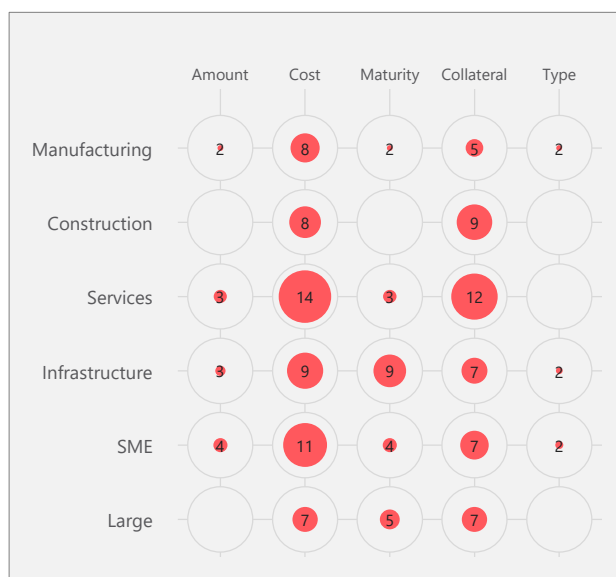 Amount Cost Maturity Collateral Type
Manufacturing 2 8 2 5 2
Construction 8 9
Services 3 14 3 12
Infrastructure 3 9 9 7 2
SME 4 11 4 7 2
Large 7 5 7